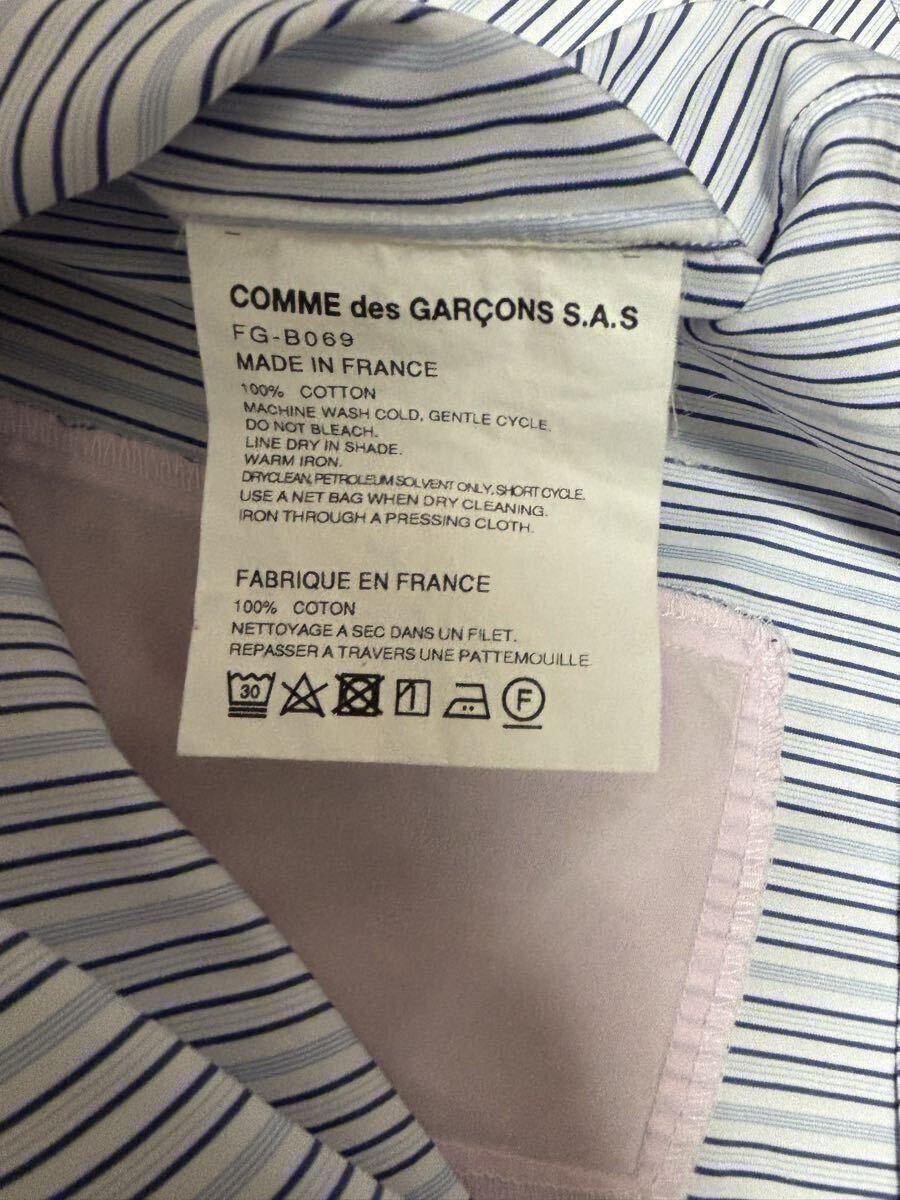 COMME des GARÇONS S.A.S
FG-B069
MADE IN FRANCE
100% COTTON
MACHINE WASH COLD, GENTLE CYCLE.
DO NOT BLEACH.
LINE DRY IN SHADE.
WARM IRON.
DRYCLEAN, PETROLEUM SOLVENT ONLY, SHORT CYCLE.
USE A NET BAG WHEN DRY CLEANING.
IRON THROUGH A PRESSING CLOTH.
FABRIQUE EN FRANCE
100% COTON
NETTOYAGE A SEC DANS UN FILET.
REPASSER A TRAVERS UNE PATTEMOUILLE
30 F